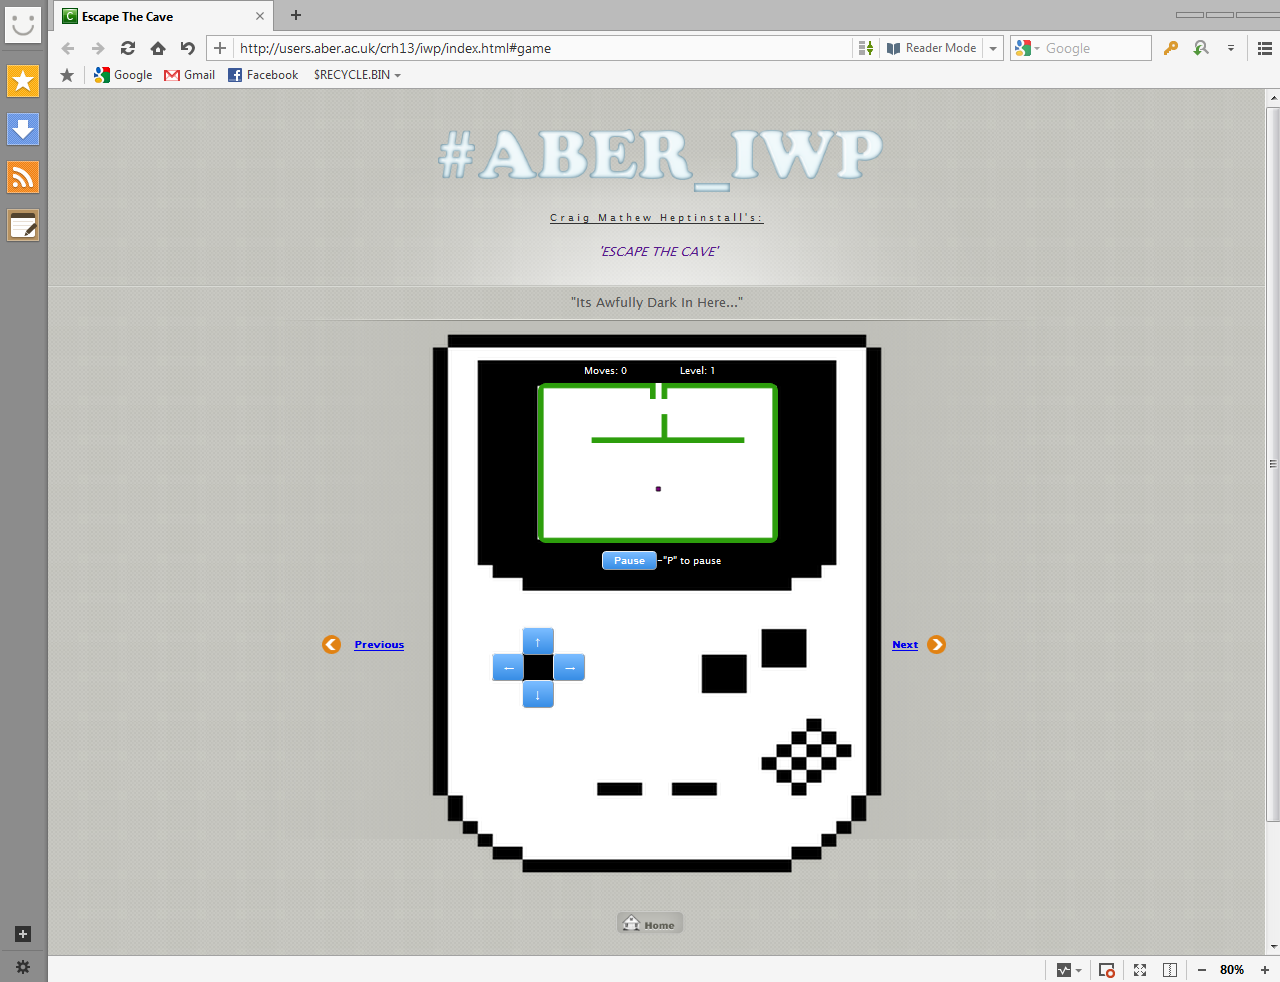 Escape The Cave
http://users.aber.ac.uk/crh13/iwp/index.html#game
Reader Mode
Google
Google
Gmail
Facebook
$RECYCLE.BIN
#ABER_IWP
Craig Mathew Heptinstall's:
'ESCAPE THE CAVE'
"Its Awfully Dark In Here..."
Moves: 0
Level: 1
Pause -"P" to pause
Previous
Next
↑
← →
↓
Home
80%